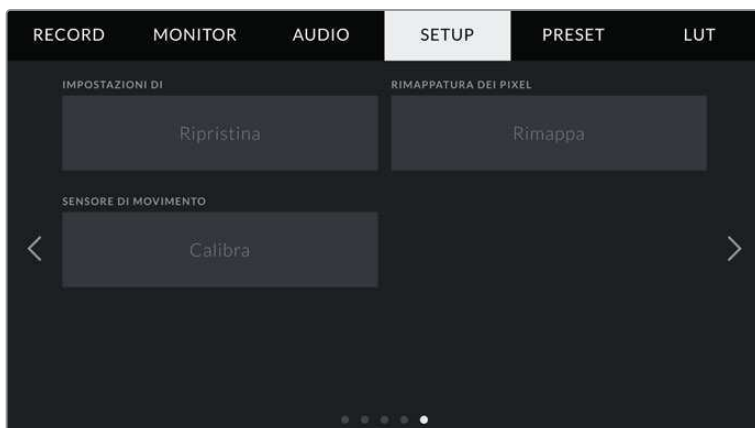 RECORD MONITOR AUDIO SETUP PRESET LUT
IMPOSTAZIONI DI RIMAPPATURA DEI PIXEL
Ripristina Rimappa
SENSORE DI MOVIMENTO
Calibra